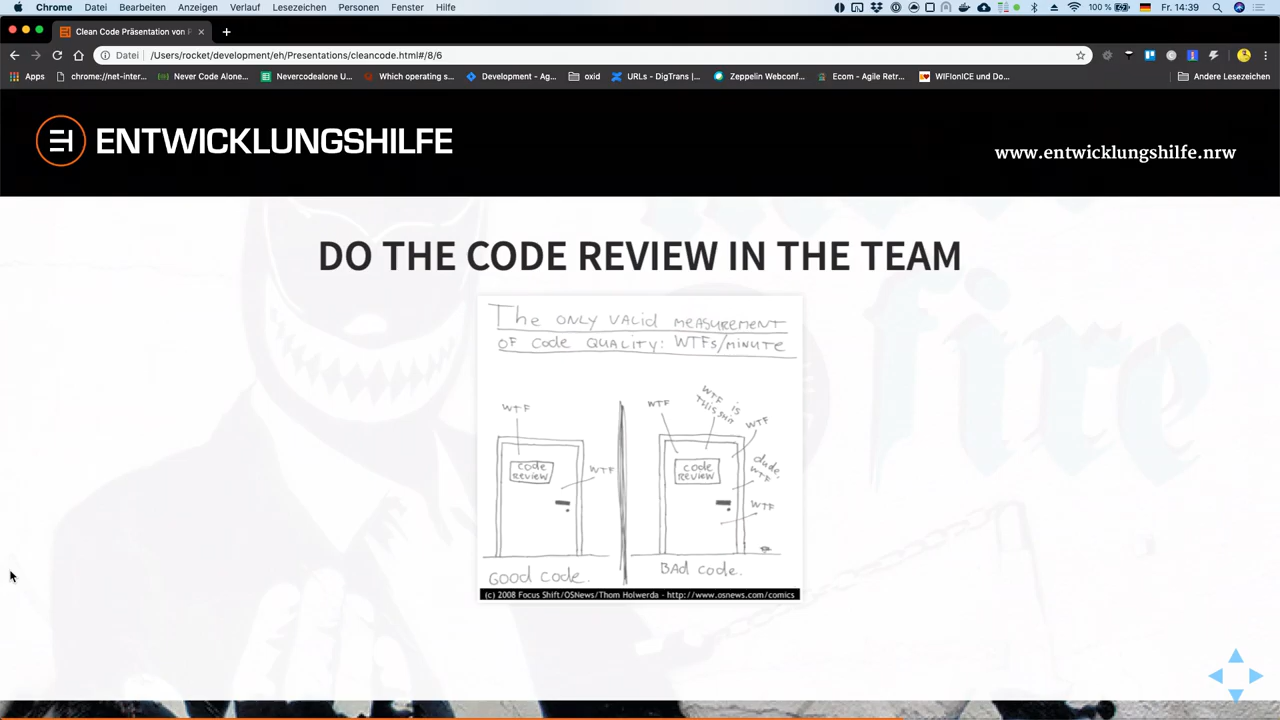 Chrome Datei Bearbeiten Anzeigen Verlauf Lesezeichen Personen Fenster Hilfe 100 % Fr. 14:39
Clean Code Präsentation von
Datei /Users/rocket/development/eh/Presentations/cleancode.html#/8/6
Apps chrome://net-inter... Never Code Alone... Nevercodealone U... Which operating s... Development - Ag... oxid URLs - DigTrans |... Zeppelin Webconf... Ecom - Agile Retr... WIFIonICE und Do... Andere Lesezeichen
ENTWICKLUNGSHILFE
www.entwicklungshilfe.nrw
DO THE CODE REVIEW IN THE TEAM
The ONLY VALID MEASUREMENT
OF Code QUALITY: WTFs/MINUTE
WTF
code
REVIEW
WTF
Good code.
WTF
WTF IS
THIS SHIT
WTF
code
REVIEW
dude,
WTF
WTF
BAd code.
(c) 2008 Focus Shift/OSNews/Thom Holwerda - http://www.osnews.com/comics
fire